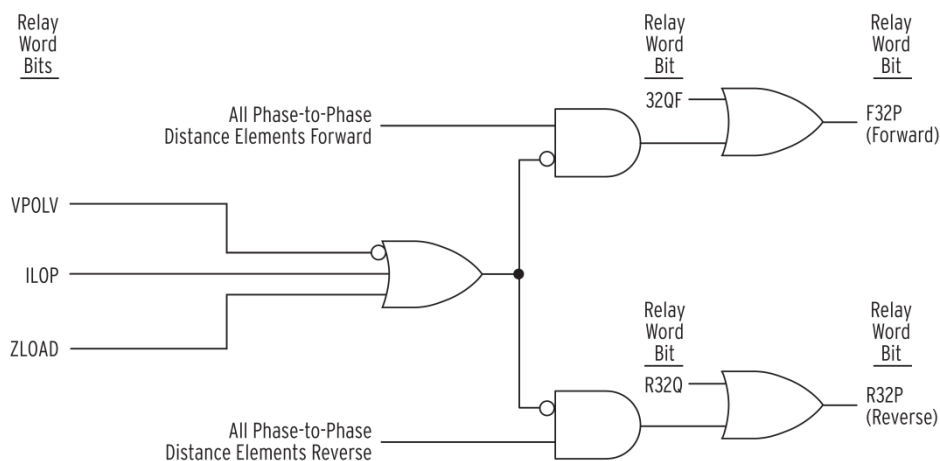 Relay
Word
Bits
Relay
Word
Bit
Relay
Word
Bit
32QF
All Phase-to-Phase
Distance Elements Forward
F32P
(Forward)
VPOLV
ILOP
ZLOAD
Relay
Word
Bit
Relay
Word
Bit
R32Q
R32P
(Reverse)
All Phase-to-Phase
Distance Elements Reverse